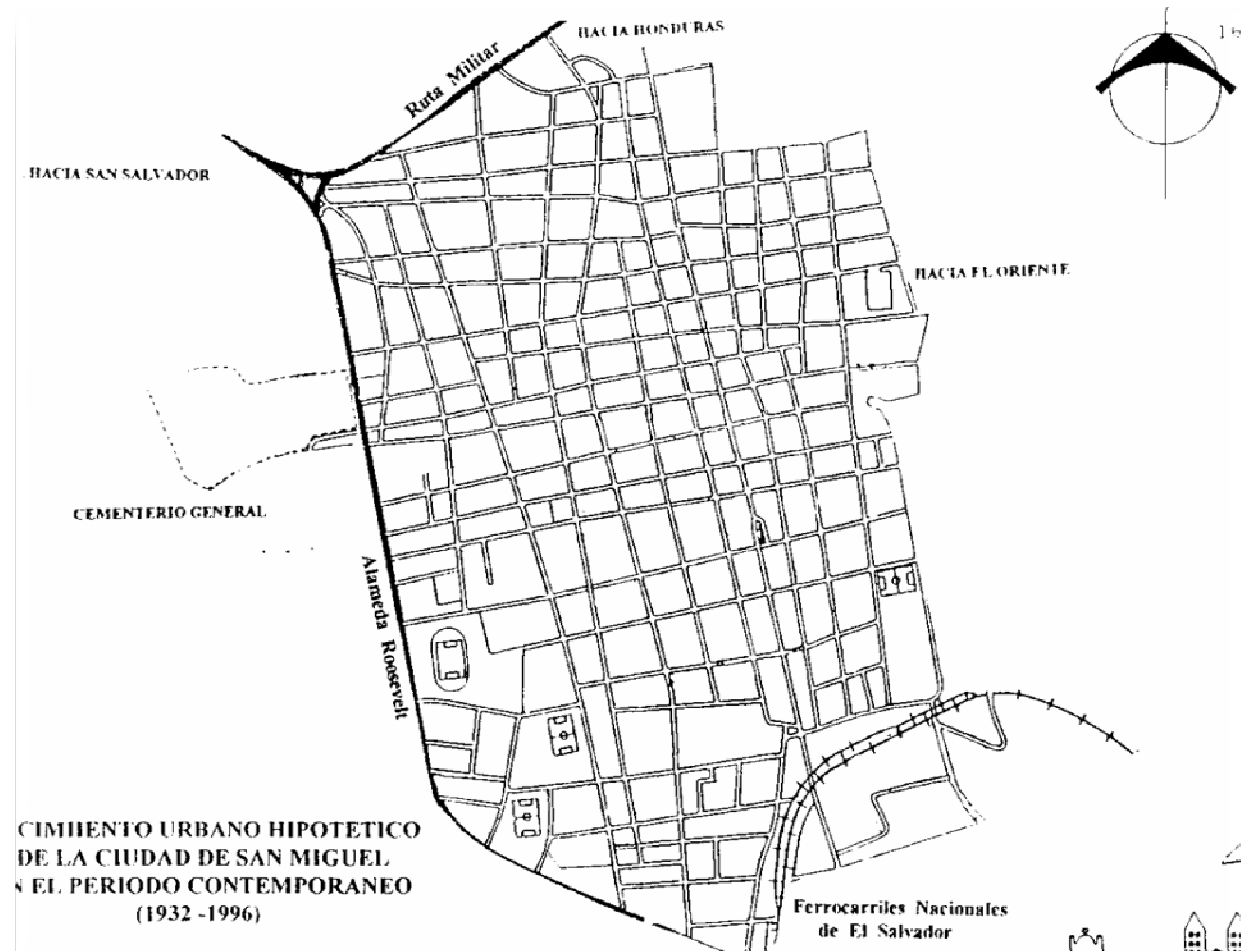 HACIA HONDURAS
Ruta Militar
HACIA SAN SALVADOR
HACIA EL ORIENTE
CEMENTERIO GENERAL
Alameda Roosevelt
CIMIENTO URBANO HIPOTETICO
DE LA CIUDAD DE SAN MIGUEL
N EL PERIODO CONTEMPORANEO
(1932 -1996)
Ferrocarriles Nacionales
de El Salvador